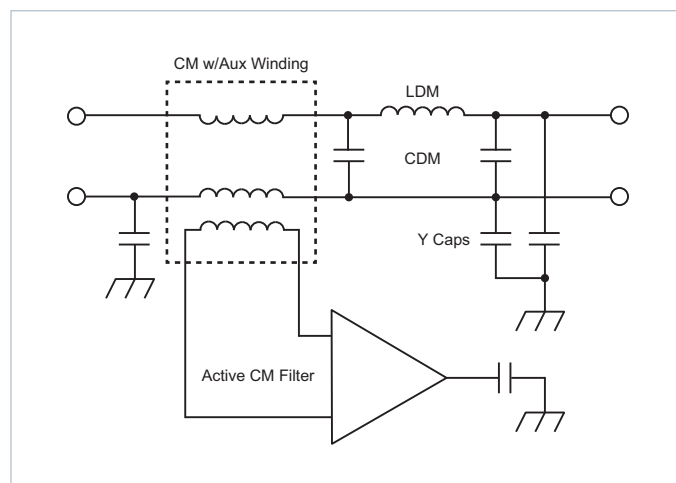 CM w/Aux Winding
LDM
CDM
Y Caps
Active CM Filter